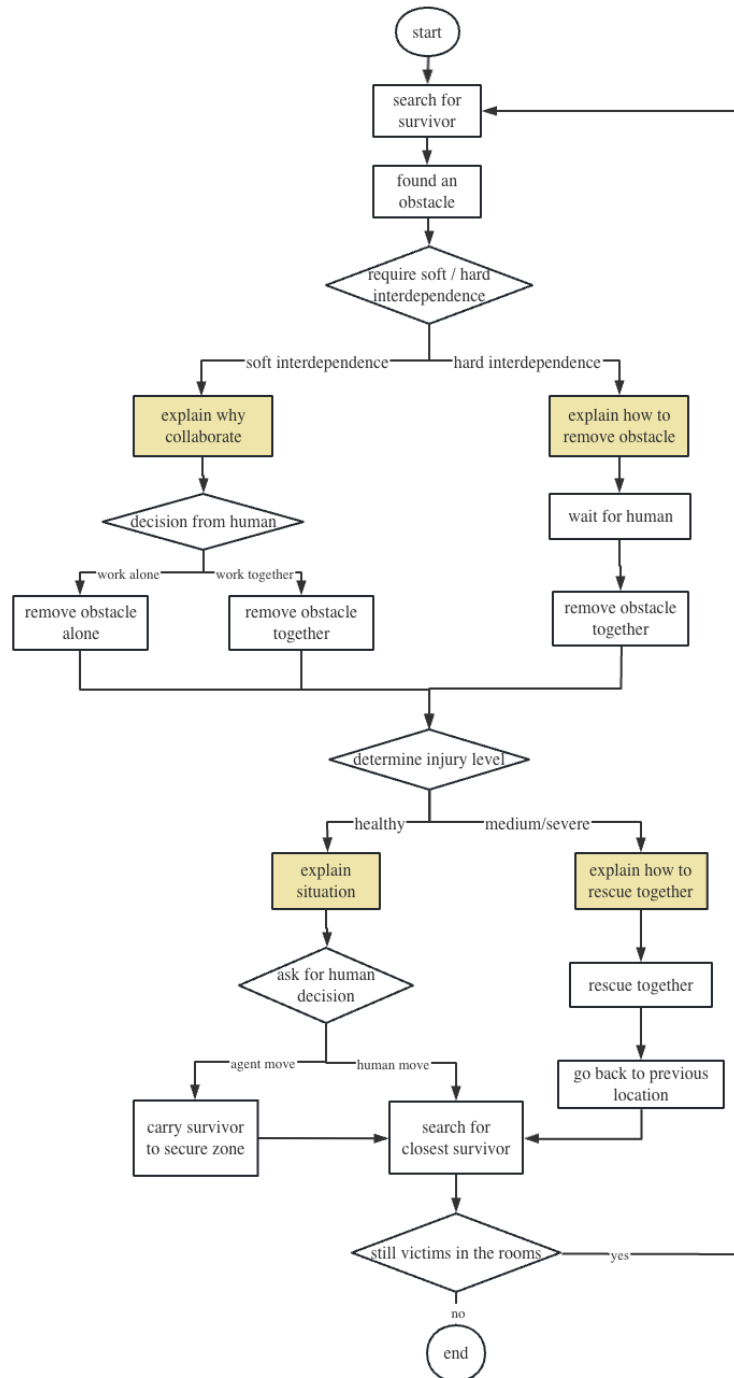 start
search for
survivor
found an
obstacle
require soft / hard
interdependence
soft interdependence
hard interdependence
explain why
collaborate
explain how to
remove obstacle
decision from human
wait for human
work alone
work together
remove obstacle
alone
remove obstacle
together
remove obstacle
together
determine injury level
healthy
medium/severe
explain
situation
explain how to
rescue together
ask for human
decision
rescue together
agent move
human move
go back to previous
location
carry survivor
to secure zone
search for
closest survivor
still victims in the rooms
yes
no
end